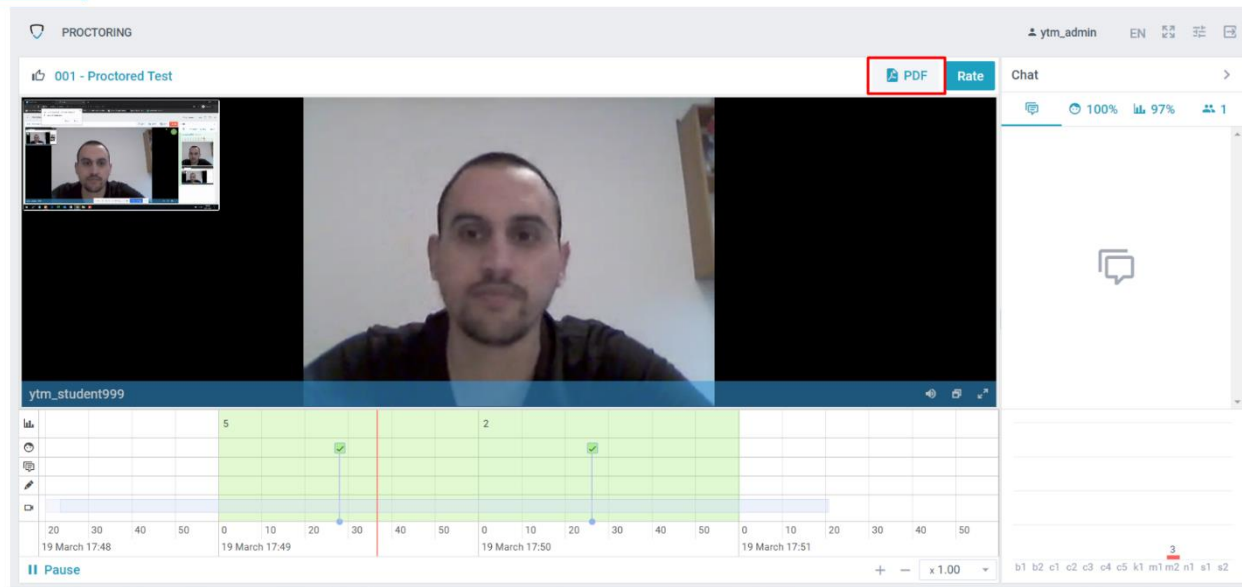 PROCTORING
ytm_admin EN
001 - Proctored Test
PDF
Rate
Chat
100% 97% 1
ytm_student999
5 2
20 30 40 50 0 10 20 30 40 50 0 10 20 30 40 50 0 10 20 30 40 50
19 March 17:48 19 March 17:49 19 March 17:50 19 March 17:51
Pause
+ − x 1.00
3
b1 b2 c1 c2 c3 c4 c5 k1 m1 m2 n1 s1 s2